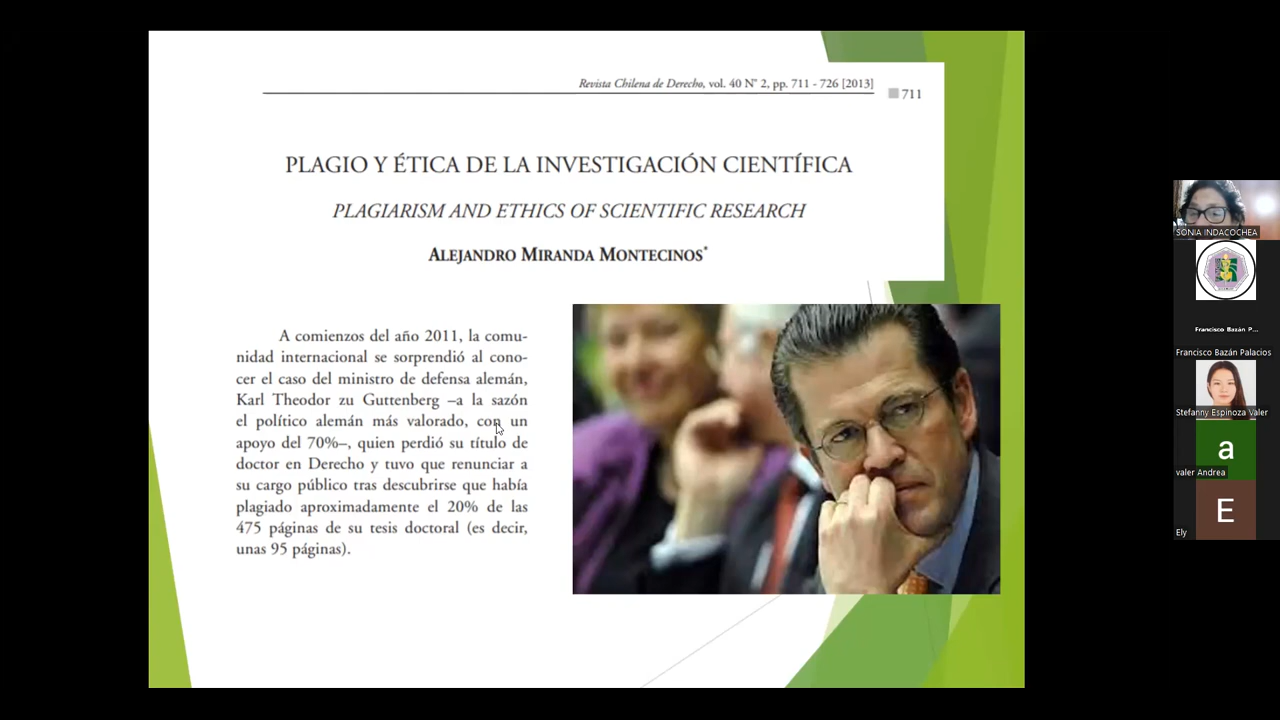 Revista Chilena de Derecho, vol. 40 Nº 2, pp. 711 - 726 [2013]
711
PLAGIO Y ÉTICA DE LA INVESTIGACIÓN CIENTÍFICA
PLAGIARISM AND ETHICS OF SCIENTIFIC RESEARCH
ALEJANDRO MIRANDA MONTECINOS*
A comienzos del año 2011, la comu-
nidad internacional se sorprendió al cono-
cer el caso del ministro de defensa alemán,
Karl Theodor zu Guttenberg –a la sazón
el político alemán más valorado, con un
apoyo del 70%–, quien perdió su título de
doctor en Derecho y tuvo que renunciar a
su cargo público tras descubrirse que había
plagiado aproximadamente el 20% de las
475 páginas de su tesis doctoral (es decir,
unas 95 páginas).
SONIA INDACOCHEA
Francisco Bazán P...
Francisco Bazán Palacios
Stefanny Espinoza Valer
a
valer Andrea
E
Ely